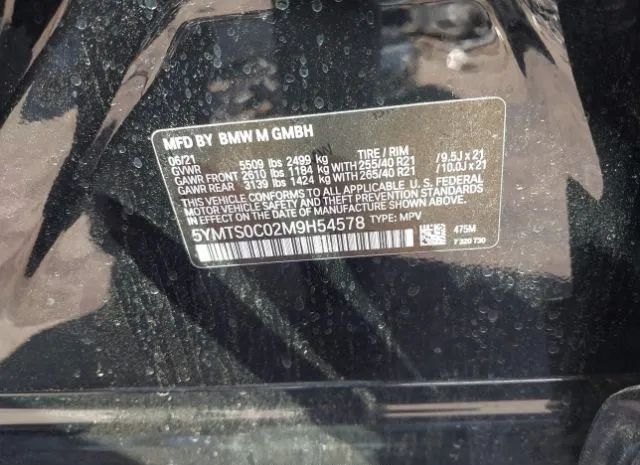 MFD BY BMW M GMBH
06/21 TIRE / RIM
GVWR 5509 lbs 2499 kg
GAWR FRONT 2610 lbs 1184 kg WITH 255/40 R21 /9.5J x 21
GAWR REAR 3139 lbs 1424 kg WITH 265/40 R21 /10.0J x 21
THIS VEHICLE CONFORMS TO ALL APPLICABLE U.S. FEDERAL
MOTOR VEHICLE SAFETY, BUMPER AND THEFT PREVENTION STANDARDS
IN EFFECT ON THE DATE OF MANUFACTURE SHOWN ABOVE.
5YMTS0C02M9H54578 TYPE: MPV
475M
7 320 730